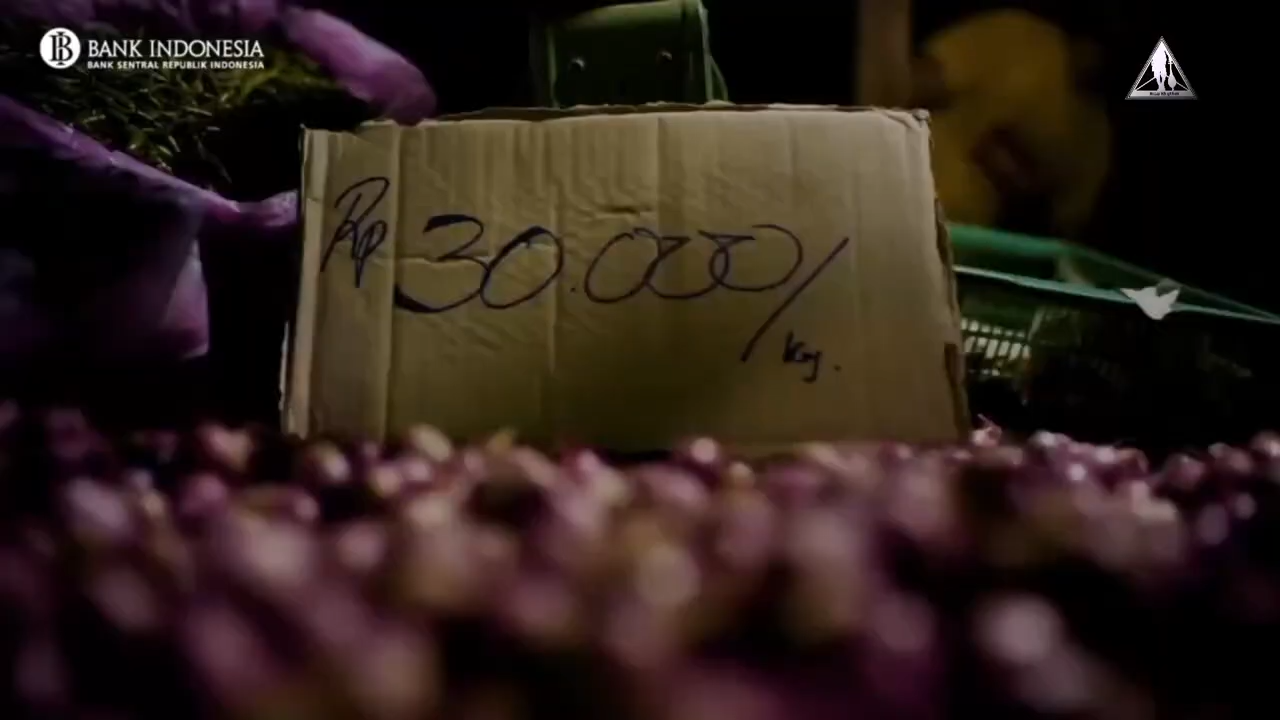 BANK INDONESIA
BANK SENTRAL REPUBLIK INDONESIA
Rp 30.000/
kg.